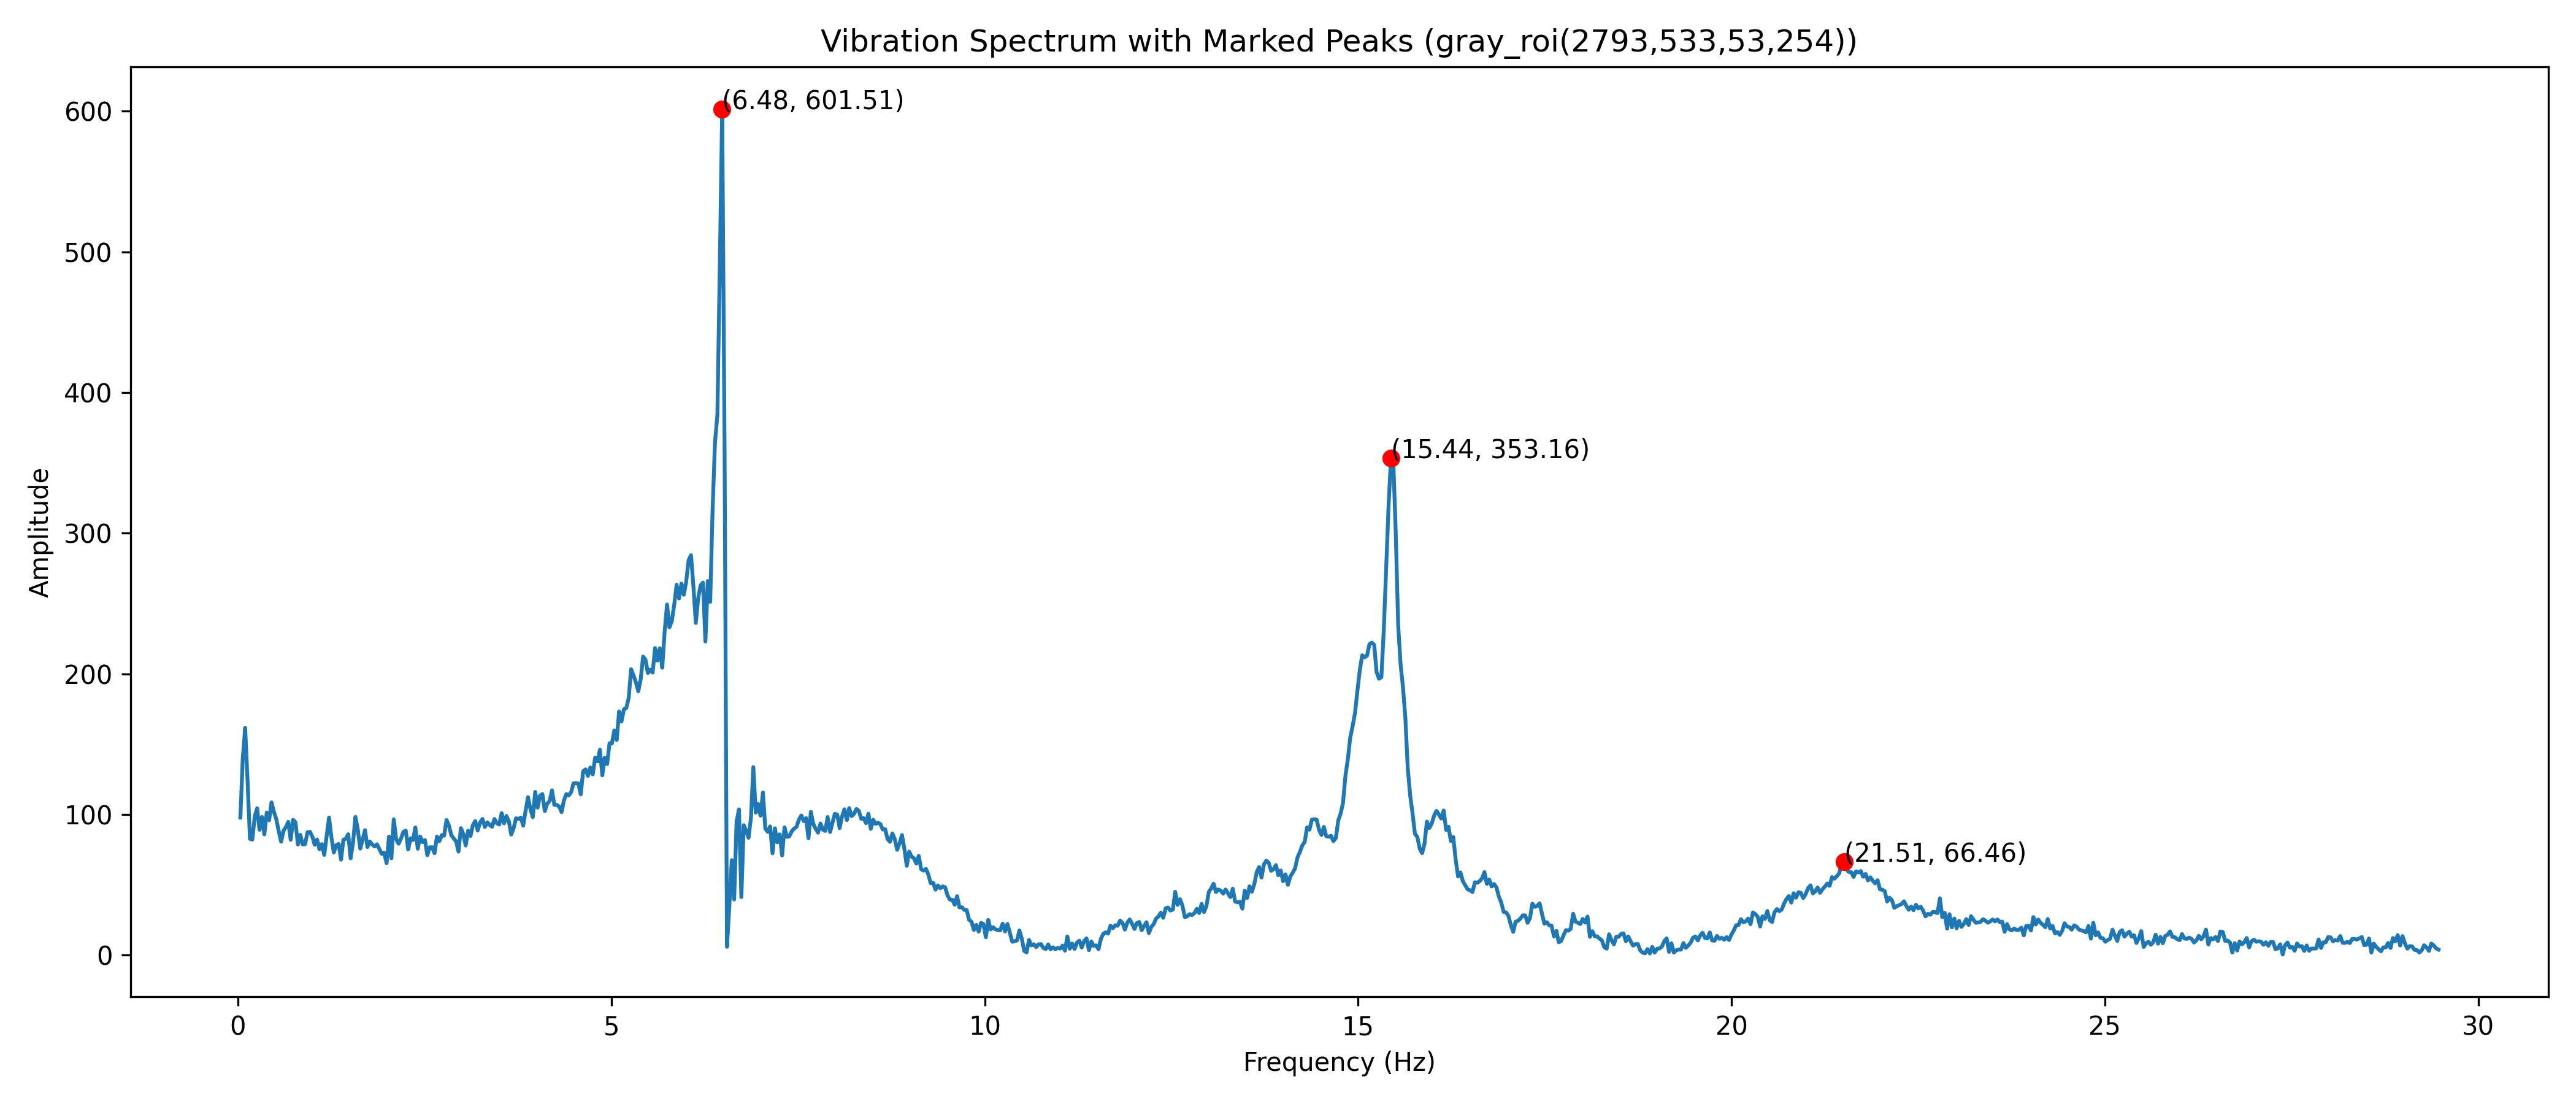 Vibration Spectrum with Marked Peaks (gray_roi(2793,533,53,254))
600
500
400
300
200
100
0
Amplitude
(6.48, 601.51)
(15.44, 353.16)
(21.51, 66.46)
0 5 10 15 20 25 30
Frequency (Hz)